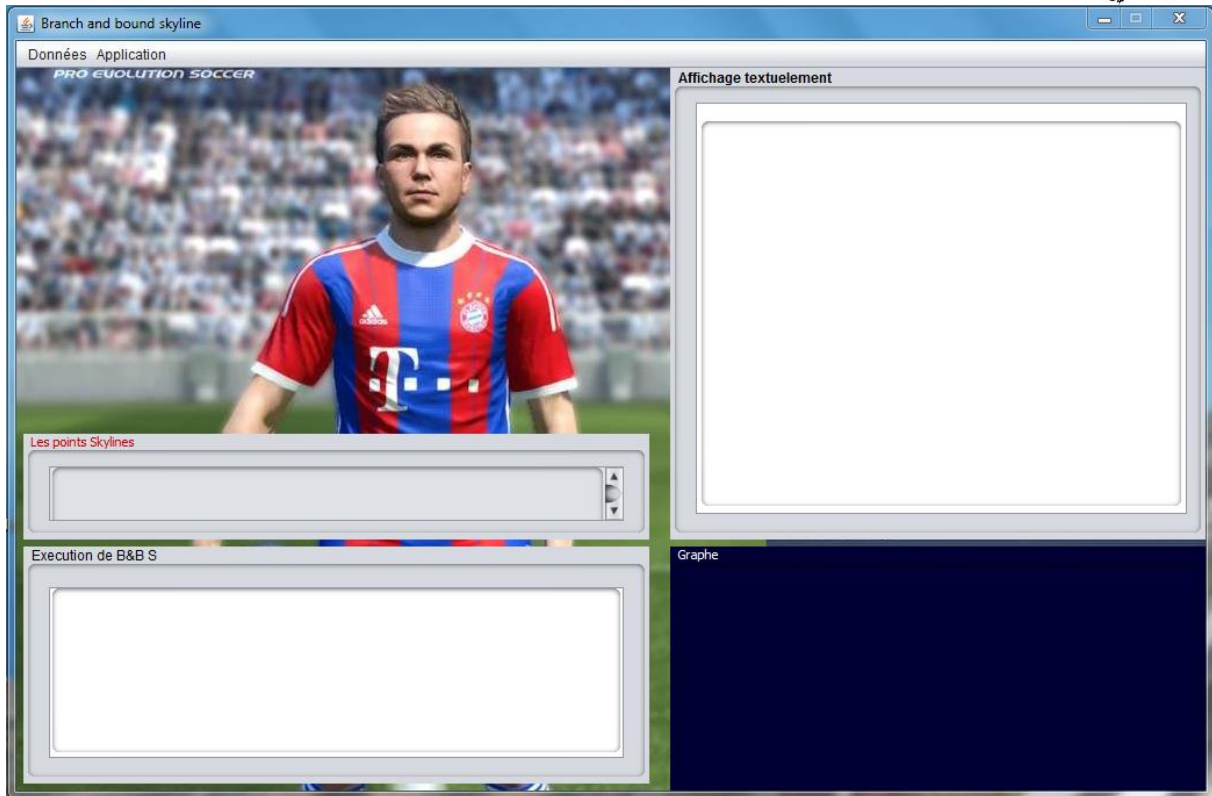 Branch and bound skyline
Données Application
PRO EVOLUTION SOCCER
Affichage textuelement
adidas
T
Les points Skylines
Execution de B&B S
Graphe